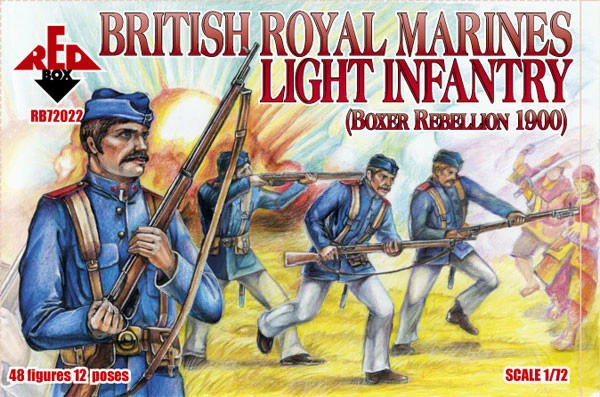 RED
BOX
RB72022
BRITISH ROYAL MARINES
LIGHT INFANTRY
(BOXER REBELLION 1900)
48 figures 12 poses
SCALE 1/72